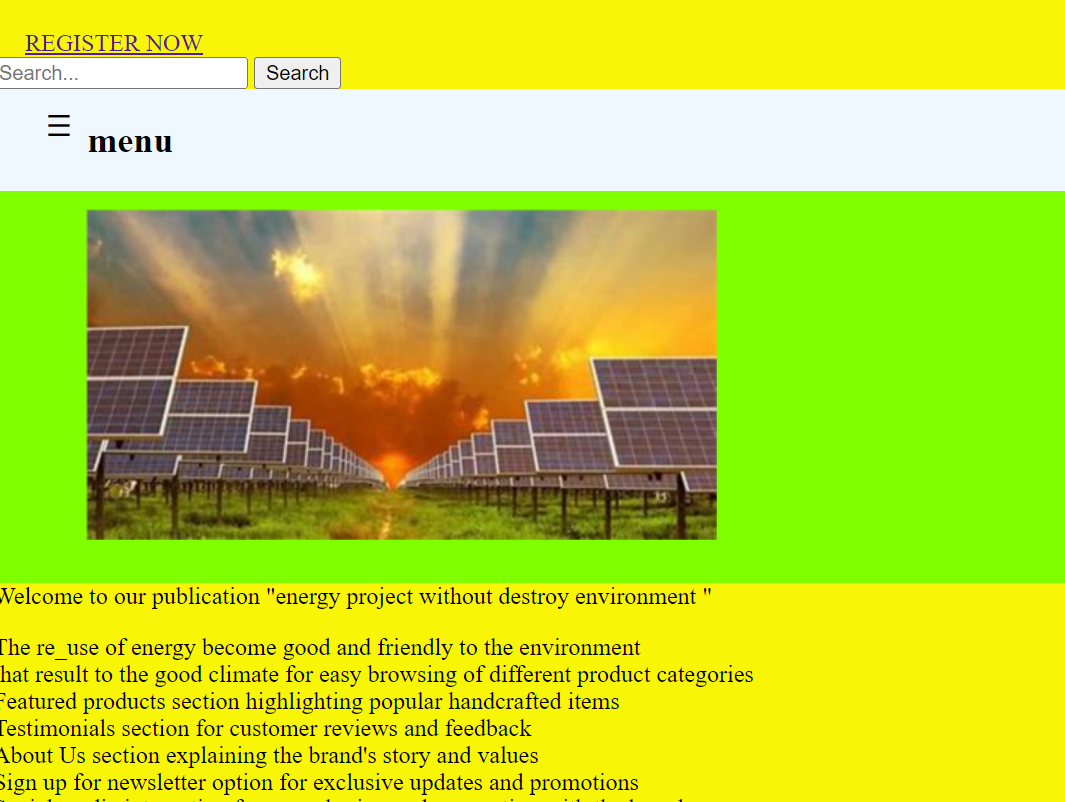 REGISTER NOW
Search... Search
☰ menu
Welcome to our publication "energy project without destroy environment "
The re_use of energy become good and friendly to the environment
that result to the good climate for easy browsing of different product categories
Featured products section highlighting popular handcrafted items
Testimonials section for customer reviews and feedback
About Us section explaining the brand's story and values
Sign up for newsletter option for exclusive updates and promotions